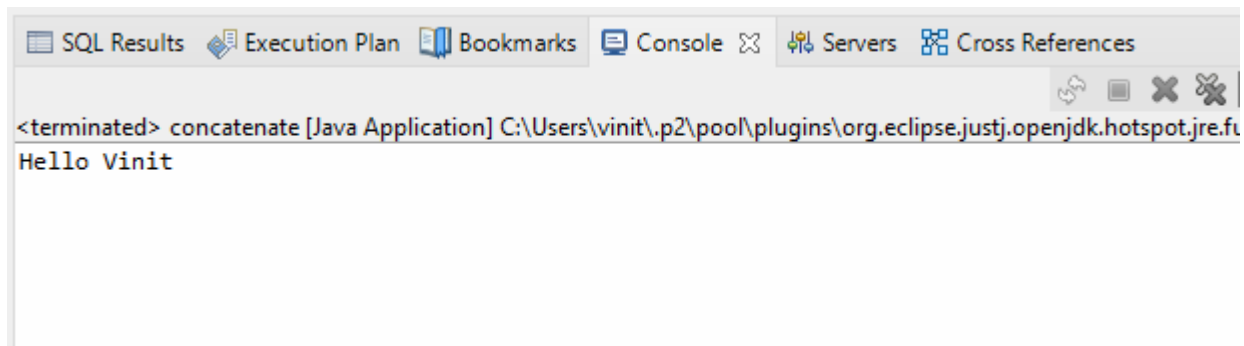 SQL Results Execution Plan Bookmarks Console Servers Cross References
<terminated> concatenate [Java Application] C:\Users\vinit\.p2\pool\plugins\org.eclipse.justj.openjdk.hotspot.jre.fu
Hello Vinit